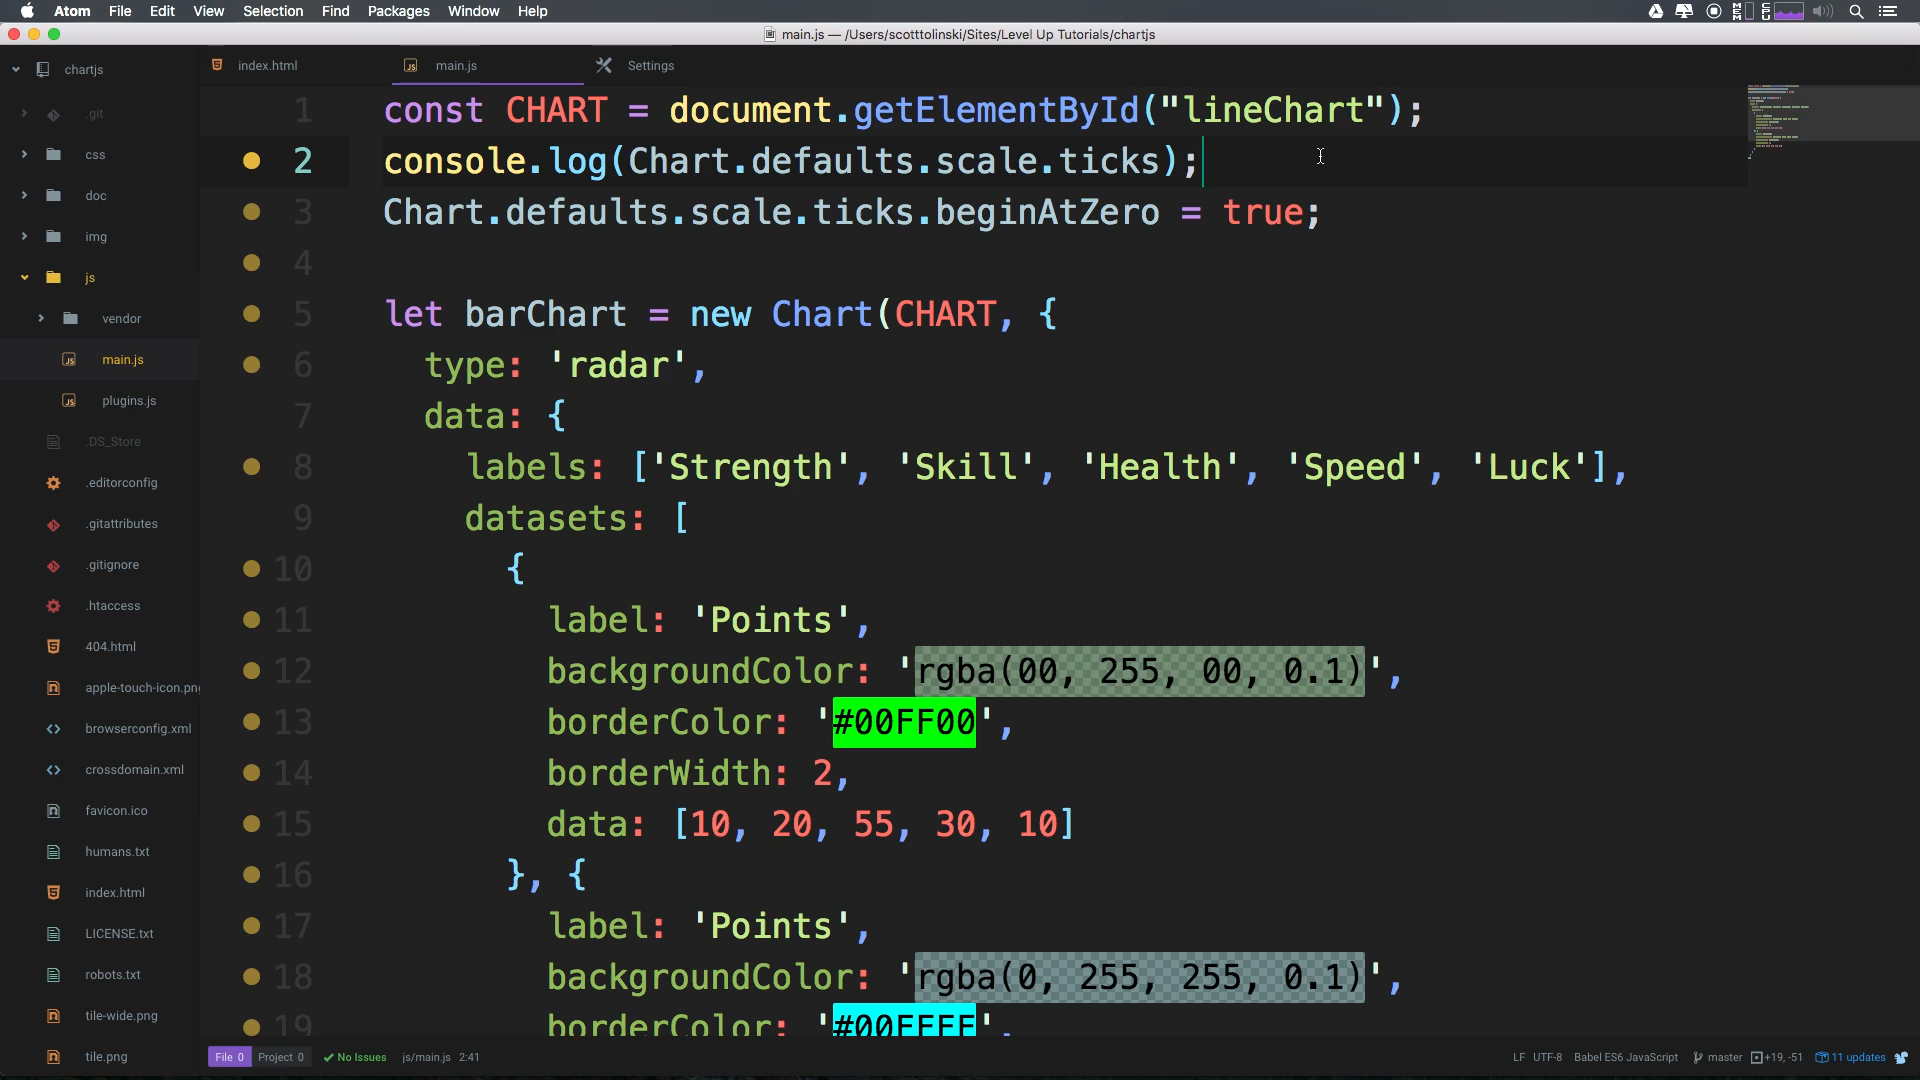 Atom File Edit View Selection Find Packages Window Help
main.js — /Users/scotttolinski/Sites/Level Up Tutorials/chartjs
chartjs
.git
css
doc
img
js
vendor
main.js
plugins.js
.DS_Store
.editorconfig
.gitattributes
.gitignore
.htaccess
404.html
apple-touch-icon.png
browserconfig.xml
crossdomain.xml
favicon.ico
humans.txt
index.html
LICENSE.txt
robots.txt
tile-wide.png
tile.png
index.html main.js Settings
1 const CHART = document.getElementById("lineChart");
2 console.log(Chart.defaults.scale.ticks);
3 Chart.defaults.scale.ticks.beginAtZero = true;
4
5 let barChart = new Chart(CHART, {
6 type: 'radar',
7 data: {
8 labels: ['Strength', 'Skill', 'Health', 'Speed', 'Luck'],
9 datasets: [
10 {
11 label: 'Points',
12 backgroundColor: 'rgba(00, 255, 00, 0.1)',
13 borderColor: '#00FF00',
14 borderWidth: 2,
15 data: [10, 20, 55, 30, 10]
16 }, {
17 label: 'Points',
18 backgroundColor: 'rgba(0, 255, 255, 0.1)',
19 borderColor: '#00FFFF',
File 0 Project 0 No Issues js/main.js 2:41 LF UTF-8 Babel ES6 JavaScript master +19, -51 11 updates